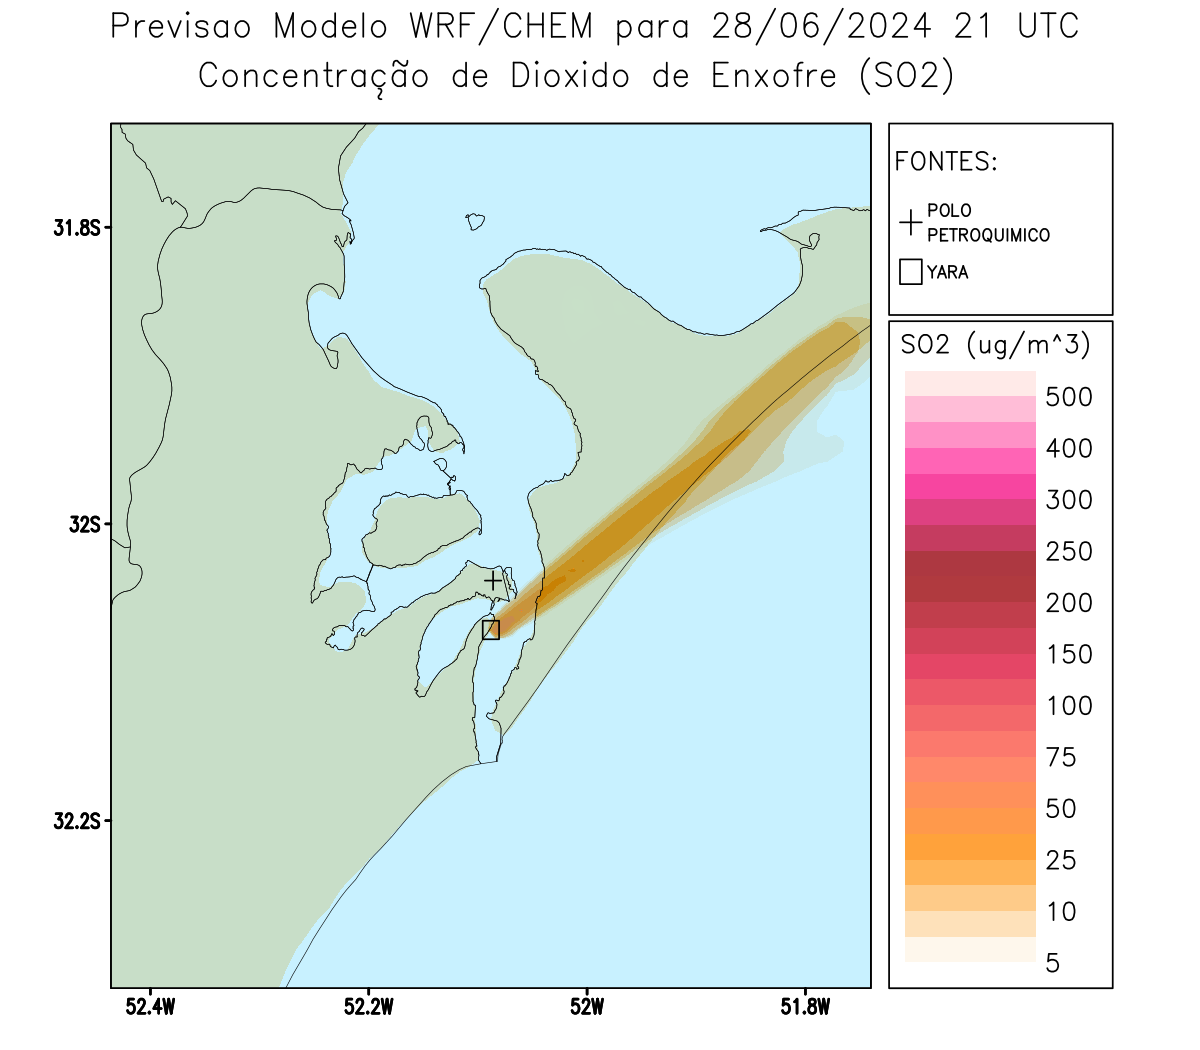 Previsao Modelo WRF/CHEM para 28/06/2024 21 UTC
Concentração de Dioxido de Enxofre (SO2)
FONTES:
POLO
PETROQUIMICO
YARA
SO2 (ug/m^3)
500
400
300
250
200
150
100
75
50
25
10
5
31.8S
32S
32.2S
52.4W
52.2W
52W
51.8W